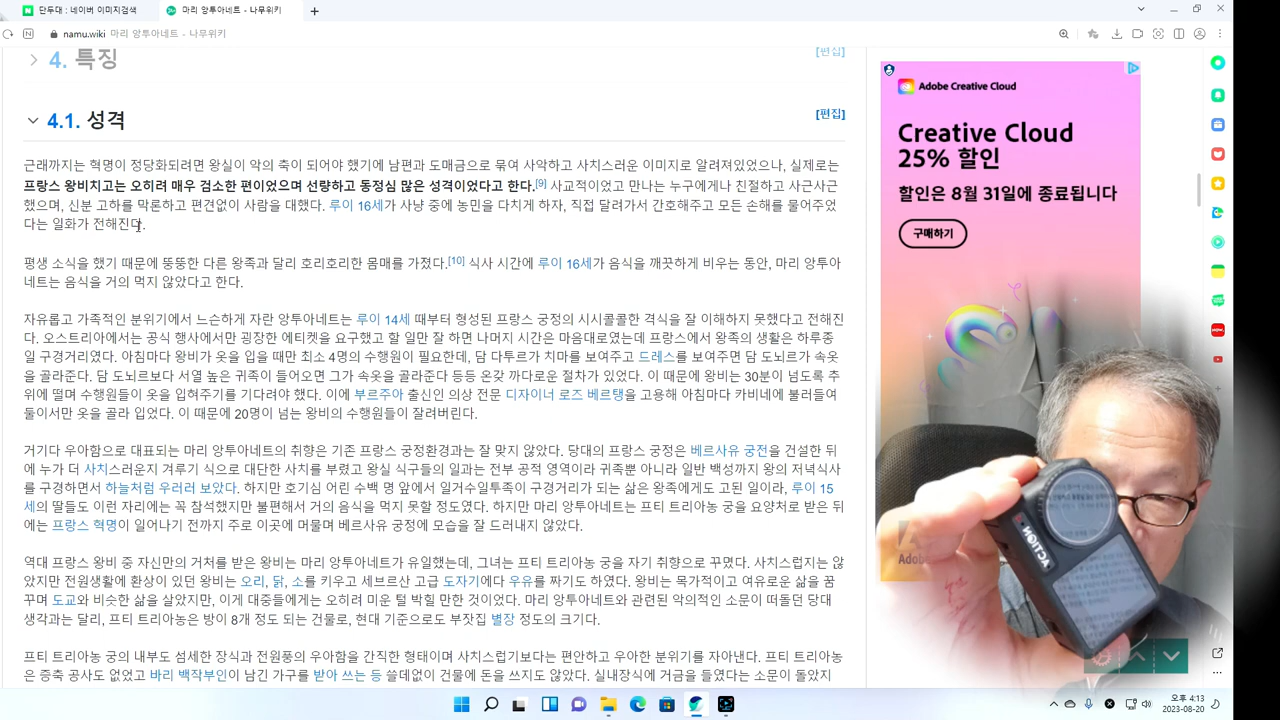 단두대 : 네이버 이미지검색
마리 앙투아네트 - 나무위키
namu.wiki 마리 앙투아네트 - 나무위키
4. 특징
[편집]
4.1. 성격
[편집]
근래까지는 혁명이 정당화되려면 왕실이 악의 축이 되어야 했기에 남편과 도매금으로 묶여 사악하고 사치스러운 이미지로 알려져있었으나, 실제로는
프랑스 왕비치고는 오히려 매우 검소한 편이었으며 선량하고 동정심 많은 성격이었다고 한다.[9] 사교적이었고 만나는 누구에게나 친절하고 사근사근
했으며, 신분 고하를 막론하고 편견없이 사람을 대했다. 루이 16세가 사냥 중에 농민을 다치게 하자, 직접 달려가서 간호해주고 모든 손해를 물어주었
다는 일화가 전해진다.
평생 소식을 했기 때문에 뚱뚱한 다른 왕족과 달리 호리호리한 몸매를 가졌다.[10] 식사 시간에 루이 16세가 음식을 깨끗하게 비우는 동안, 마리 앙투아
네트는 음식을 거의 먹지 않았다고 한다.
자유롭고 가족적인 분위기에서 느슨하게 자란 앙투아네트는 루이 14세 때부터 형성된 프랑스 궁정의 시시콜콜한 격식을 잘 이해하지 못했다고 전해진
다. 오스트리아에서는 공식 행사에서만 굉장한 에티켓을 요구했고 할 일만 잘 하면 나머지 시간은 마음대로였는데 프랑스에서 왕족의 생활은 하루종
일 구경거리였다. 아침마다 왕비가 옷을 입을 때만 최소 4명의 수행원이 필요한데, 담 다투르가 치마를 보여주고 드레스를 보여주면 담 도뇌르가 속옷
을 골라준다. 담 도뇌르보다 서열 높은 귀족이 들어오면 그가 속옷을 골라준다 등등 온갖 까다로운 절차가 있었다. 이 때문에 왕비는 30분이 넘도록 추
위에 떨며 수행원들이 옷을 입혀주기를 기다려야 했다. 이에 부르주아 출신인 의상 전문 디자이너 로즈 베르탱을 고용해 아침마다 카비네에 불러들여
둘이서만 옷을 골라 입었다. 이 때문에 20명이 넘는 왕비의 수행원들이 잘려버린다.
거기다 우아함으로 대표되는 마리 앙투아네트의 취향은 기존 프랑스 궁정환경과는 잘 맞지 않았다. 당대의 프랑스 궁정은 베르사유 궁전을 건설한 뒤
에 누가 더 사치스러운지 겨루기 식으로 대단한 사치를 부렸고 왕실 식구들의 일과는 전부 공적 영역이라 귀족뿐 아니라 일반 백성까지 왕의 저녁식사
를 구경하면서 하늘처럼 우러러 보았다. 하지만 호기심 어린 수백 명 앞에서 일거수일투족이 구경거리가 되는 삶은 왕족에게도 고된 일이라, 루이 15
세의 딸들도 이런 자리에는 꼭 참석했지만 불편해서 거의 음식을 먹지 못할 정도였다. 하지만 마리 앙투아네트는 프티 트리아농 궁을 요양처로 받은 뒤
에는 프랑스 혁명이 일어나기 전까지 주로 이곳에 머물며 베르사유 궁정에 모습을 잘 드러내지 않았다.
역대 프랑스 왕비 중 자신만의 거처를 받은 왕비는 마리 앙투아네트가 유일했는데, 그녀는 프티 트리아농 궁을 자기 취향으로 꾸몄다. 사치스럽지는 않
았지만 전원생활에 환상이 있던 왕비는 오리, 닭, 소를 키우고 세브르산 고급 도자기에다 우유를 짜기도 하였다. 왕비는 목가적이고 여유로운 삶을 꿈
꾸며 도교와 비슷한 삶을 살았지만, 이게 대중들에게는 오히려 미운 털 박힐 만한 것이었다. 마리 앙투아네트와 관련된 악의적인 소문이 떠돌던 당대
생각과는 달리, 프티 트리아농은 방이 8개 정도 되는 건물로, 현대 기준으로도 부잣집 별장 정도의 크기다.
프티 트리아농 궁의 내부도 섬세한 장식과 전원풍의 우아함을 간직한 형태이며 사치스럽기보다는 편안하고 우아한 분위기를 자아낸다. 프티 트리아농
은 증축 공사도 없었고 바리 백작부인이 남긴 가구를 받아 쓰는 등 쓸데없이 건물에 돈을 쓰지도 않았다. 실내장식에 거금을 들였다는 소문이 돌았지
Adobe Creative Cloud
Creative Cloud
25% 할인
할인은 8월 31일에 종료됩니다
구매하기
ACTION
오후 4:13
2023-08-20